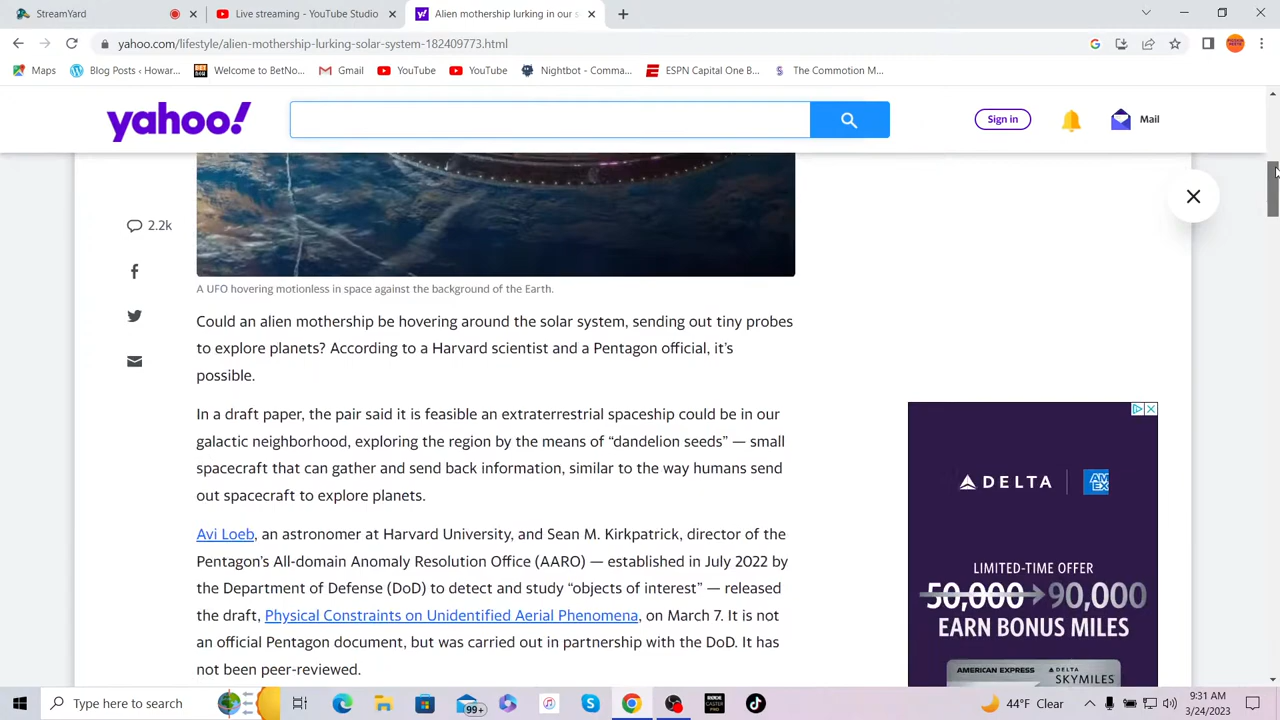 StreamYard
Live streaming - YouTube Studio
Alien mothership lurking in our s
yahoo.com/lifestyle/alien-mothership-lurking-solar-system-182409773.html
Maps
Blog Posts ‹ Howar...
Welcome to BetNo...
Gmail
YouTube
YouTube
Nightbot - Comma...
ESPN Capital One B...
The Commotion M...
yahoo!
Sign in
Mail
2.2k
A UFO hovering motionless in space against the background of the Earth.
Could an alien mothership be hovering around the solar system, sending out tiny probes
to explore planets? According to a Harvard scientist and a Pentagon official, it’s
possible.
In a draft paper, the pair said it is feasible an extraterrestrial spaceship could be in our
galactic neighborhood, exploring the region by the means of “dandelion seeds” — small
spacecraft that can gather and send back information, similar to the way humans send
out spacecraft to explore planets.
Avi Loeb, an astronomer at Harvard University, and Sean M. Kirkpatrick, director of the
Pentagon’s All-domain Anomaly Resolution Office (AARO) — established in July 2022 by
the Department of Defense (DoD) to detect and study “objects of interest” — released
the draft, Physical Constraints on Unidentified Aerial Phenomena, on March 7. It is not
an official Pentagon document, but was carried out in partnership with the DoD. It has
not been peer-reviewed.
DELTA
AM
EX
LIMITED-TIME OFFER
50,000 90,000
EARN BONUS MILES
AMERICAN EXPRESS DELTA
SKYMILES
Type here to search
99+
44°F Clear
9:31 AM
3/24/2023